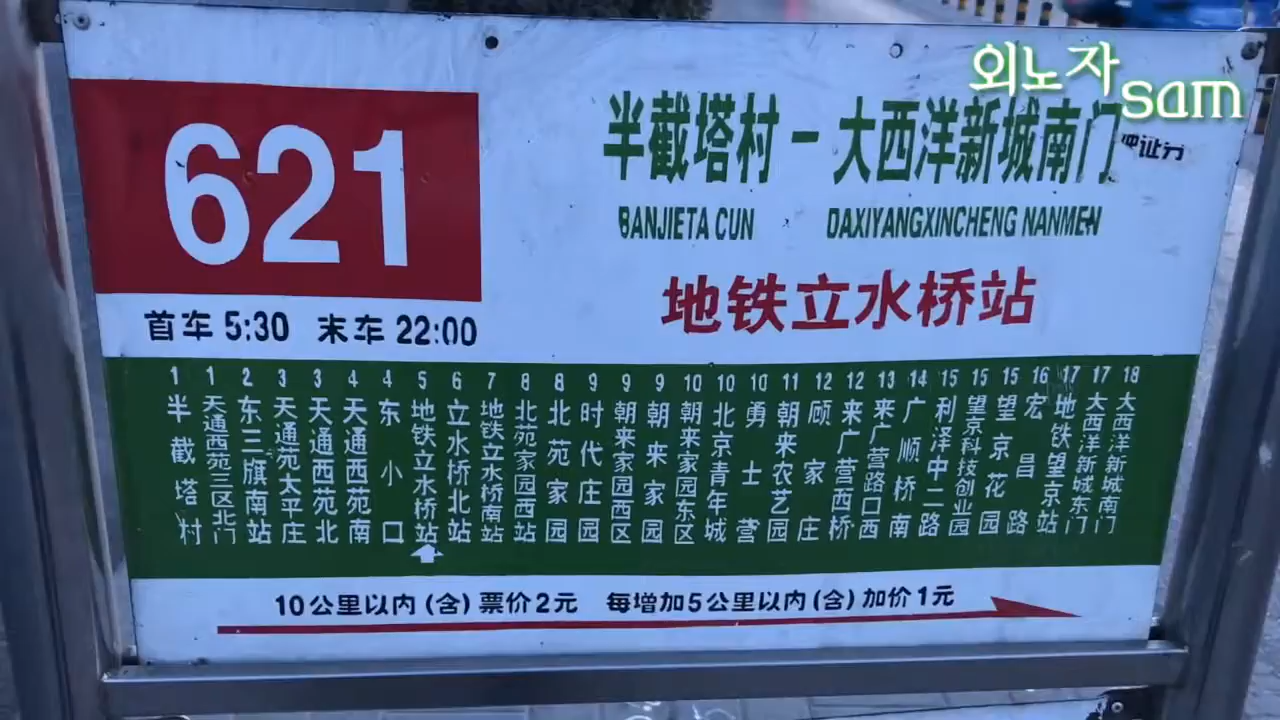 외노자
sam
621
半截塔村 – 大西洋新城南门
BANJIETA CUN DAXIYANGXINCHENG NANMEN
地铁立水桥站
首车 5:30 末车 22:00
1 半截塔村
1 天通西苑三区北门
2 东三旗南站
3 天通苑太平庄
3 天通西苑北
4 天通西苑南
4 东小口
5 地铁立水桥站
6 立水桥北站
7 地铁立水桥南站
8 北苑家园西站
8 北苑家园
9 时代庄园
9 朝来家园西区
9 朝来家园
10 朝来家园东区
10 北京青年城
10 勇士营
11 朝来农艺园
12 顾家庄
12 来广营西桥
13 来广营路口西
14 广顺桥南
15 利泽中二路
15 望京科技创业园
15 望京花园
16 宏昌路
17 地铁望京站
17 大西洋新城东门
18 大西洋新城南门
10公里以内(含)票价2元 每增加5公里以内(含)加价1元